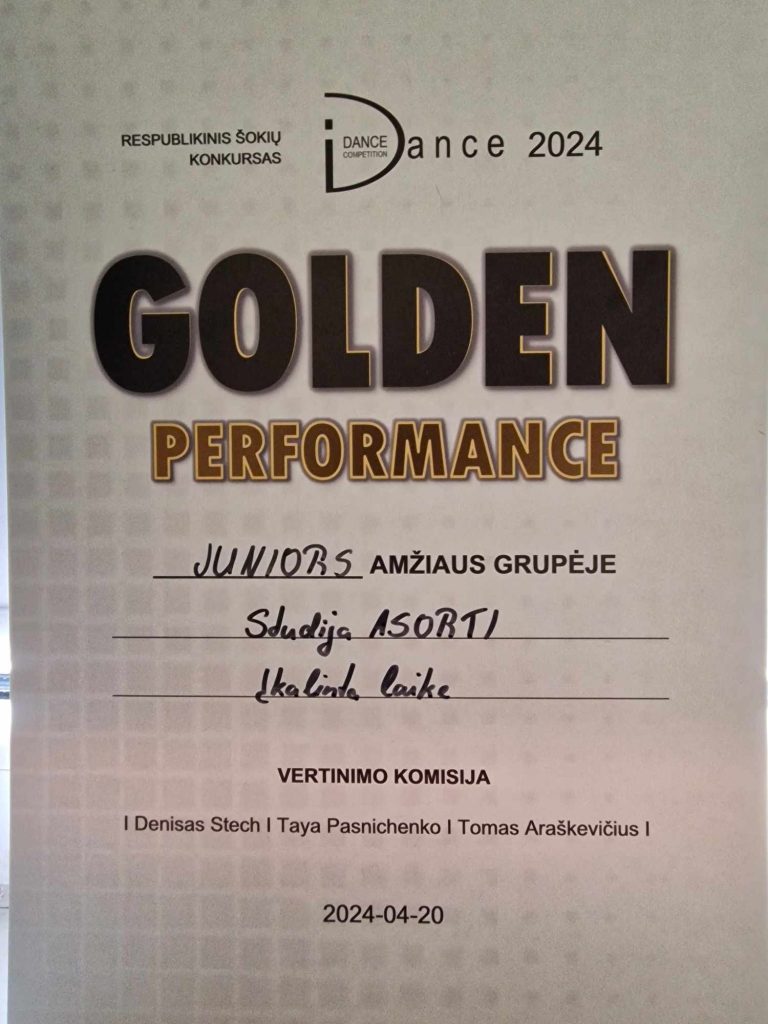 RESPUBLIKINIS ŠOKIŲ
KONKURSAS
iDance 2024
DANCE
COMPETITION
GOLDEN
PERFORMANCE
JUNIORS AMŽIAUS GRUPĖJE
Studija ASORTI
Įkalinta laike
VERTINIMO KOMISIJA
I Denisas Stech I Taya Pasnichenko I Tomas Araškevičius I
2024-04-20